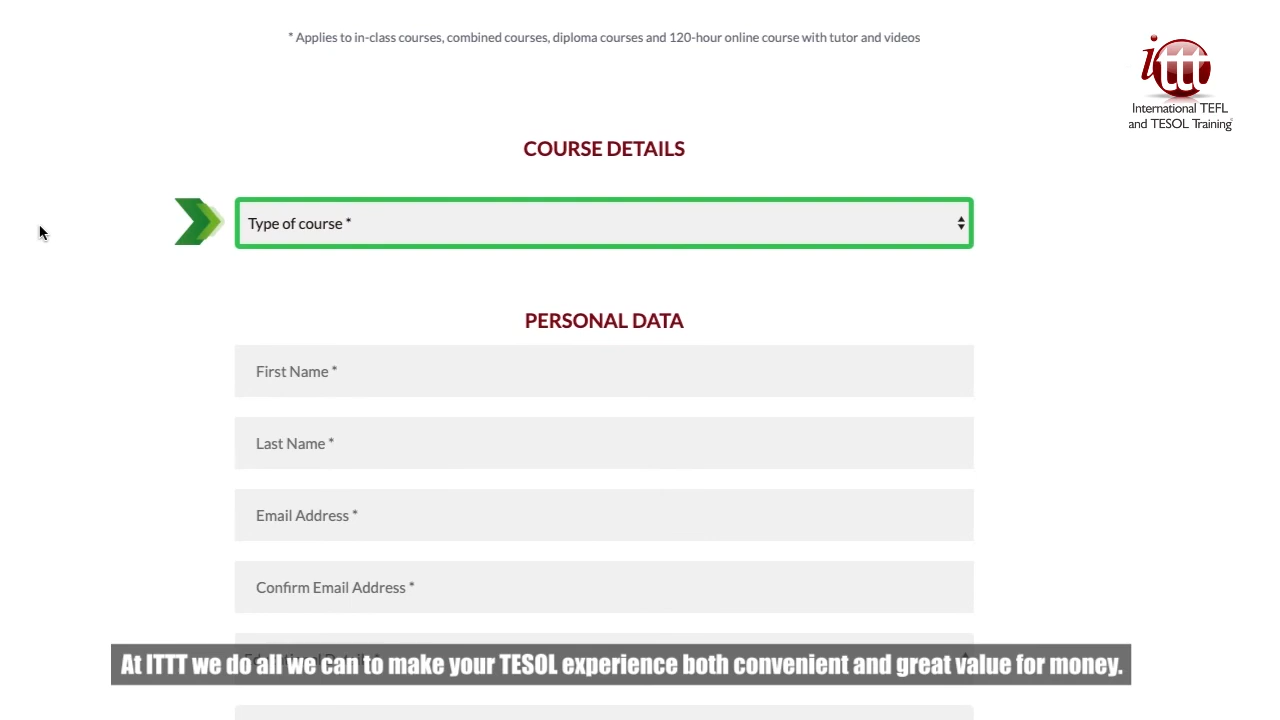 * Applies to in-class courses, combined courses, diploma courses and 120-hour online course with tutor and videos
ittt
International TEFL
and TESOL Training
COURSE DETAILS
Type of course *
PERSONAL DATA
First Name *
Last Name *
Email Address *
Confirm Email Address *
At ITTT we do all we can to make your TESOL experience both convenient and great value for money.